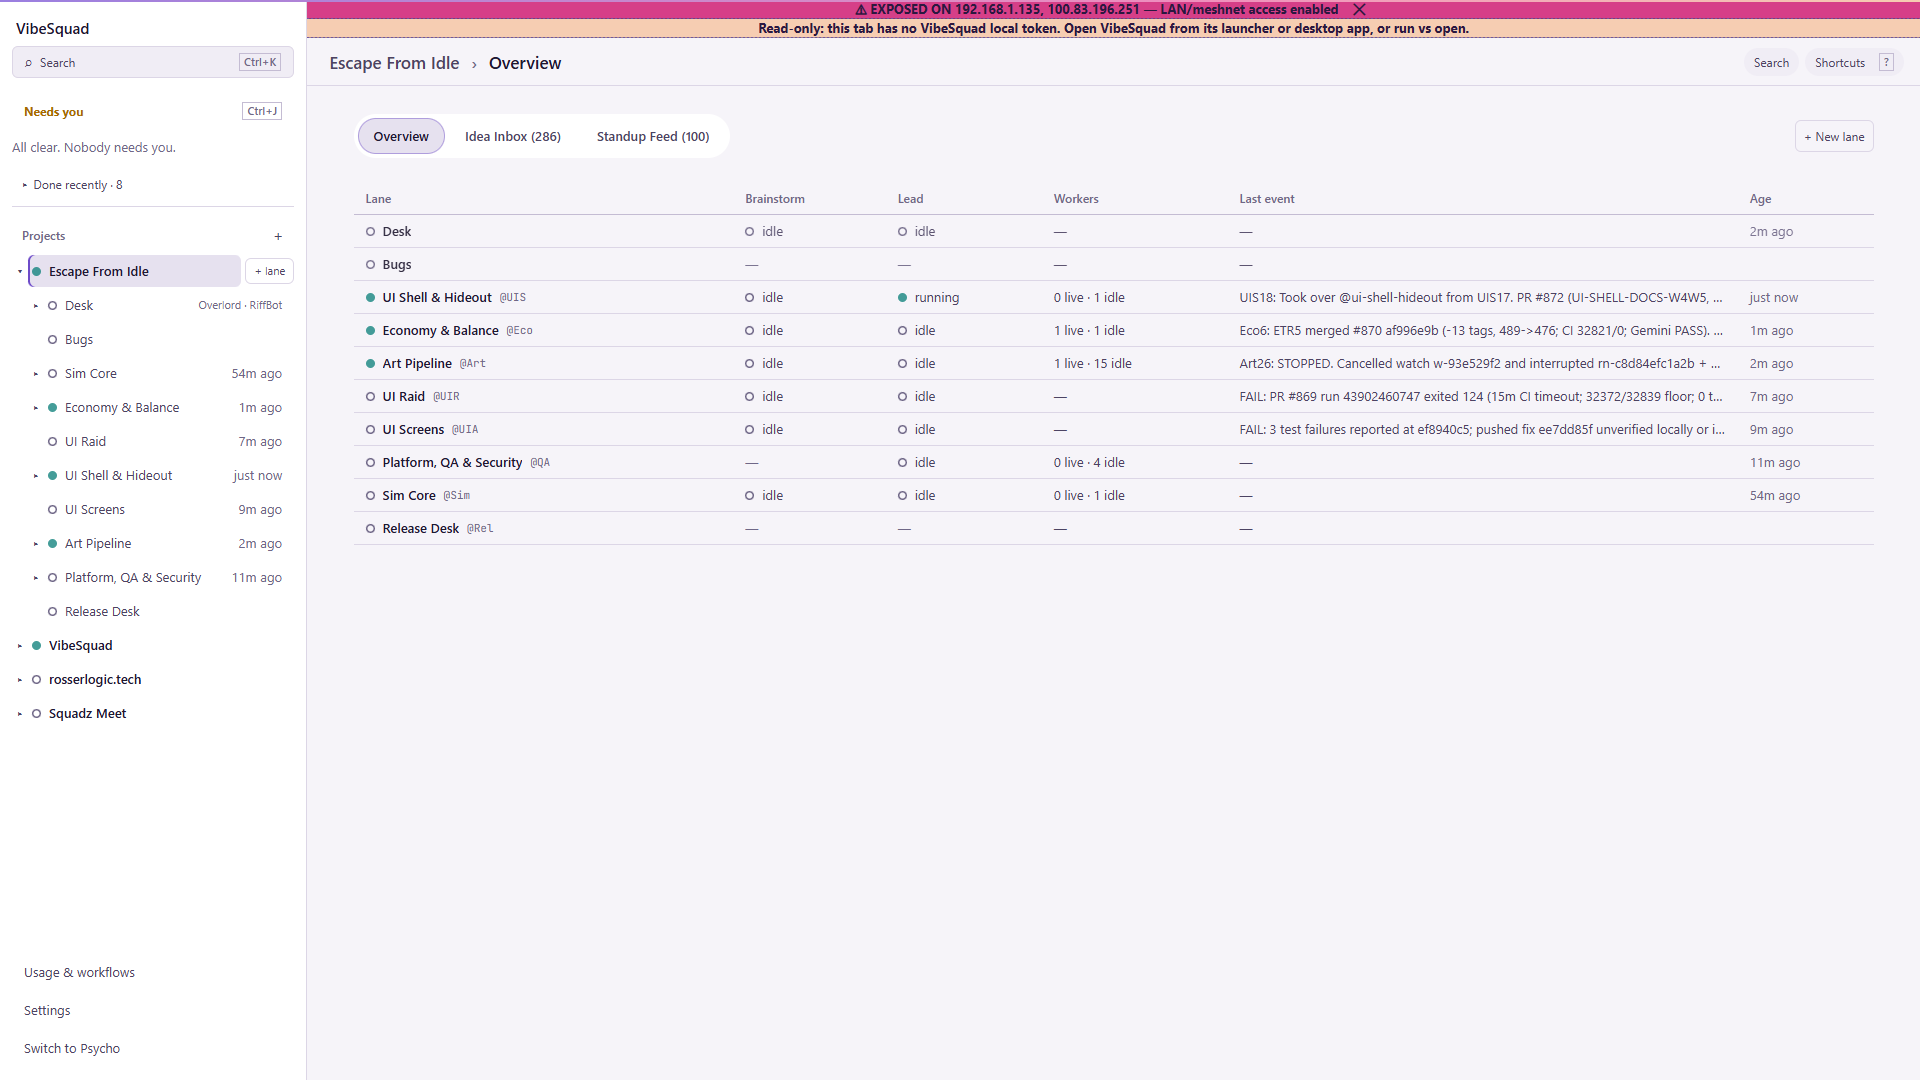 VibeSquad
Search Ctrl+K
Needs you Ctrl+J
All clear. Nobody needs you.
Done recently · 8
Projects +
Escape From Idle + lane
Desk Overlord · RiffBot
Bugs
Sim Core 54m ago
Economy & Balance 1m ago
UI Raid 7m ago
UI Shell & Hideout just now
UI Screens 9m ago
Art Pipeline 2m ago
Platform, QA & Security 11m ago
Release Desk
VibeSquad
rosserlogic.tech
Squadz Meet
Usage & workflows
Settings
Switch to Psycho
⚠ EXPOSED ON 192.168.1.135, 100.83.196.251 — LAN/meshnet access enabled
Read-only: this tab has no VibeSquad local token. Open VibeSquad from its launcher or desktop app, or run vs open.
Escape From Idle › Overview Search Shortcuts ?
Overview Idea Inbox (286) Standup Feed (100) + New lane
Lane Brainstorm Lead Workers Last event Age
Desk idle idle — — 2m ago
Bugs — — — —
UI Shell & Hideout @UIS idle running 0 live · 1 idle UIS18: Took over @ui-shell-hideout from UIS17. PR #872 (UI-SHELL-DOCS-W4W5, ... just now
Economy & Balance @Eco idle idle 1 live · 1 idle Eco6: ETR5 merged #870 af996e9b (-13 tags, 489->476; CI 32821/0; Gemini PASS). ... 1m ago
Art Pipeline @Art idle idle 1 live · 15 idle Art26: STOPPED. Cancelled watch w-93e529f2 and interrupted rn-c8d84efc1a2b + ... 2m ago
UI Raid @UIR idle idle — FAIL: PR #869 run 43902460747 exited 124 (15m CI timeout; 32372/32839 floor; 0 t... 7m ago
UI Screens @UIA idle idle — FAIL: 3 test failures reported at ef8940c5; pushed fix ee7dd85f unverified locally or i... 9m ago
Platform, QA & Security @QA — idle 0 live · 4 idle — 11m ago
Sim Core @Sim idle idle 0 live · 1 idle — 54m ago
Release Desk @Rel — — — —